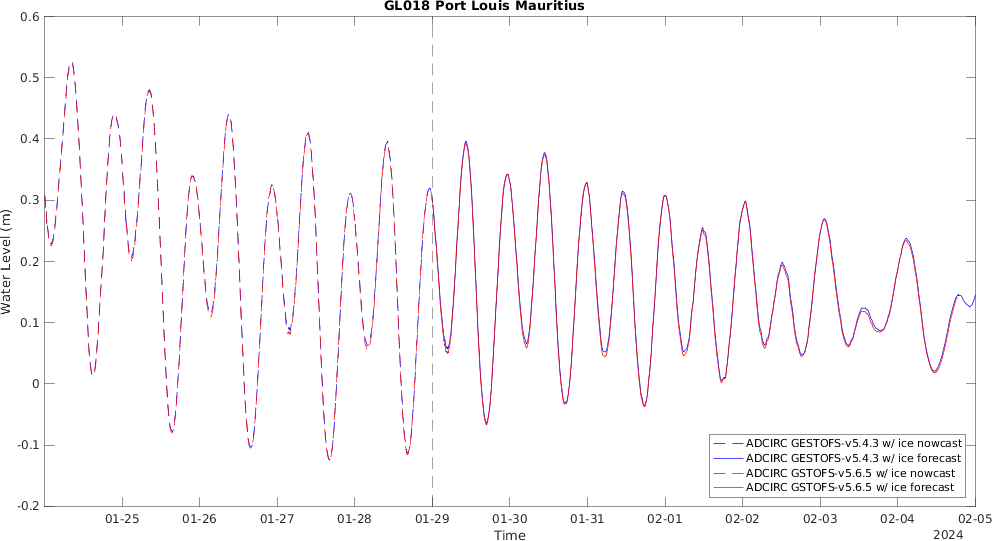 GL018 Port Louis Mauritius
0.6
0.5
0.4
0.3
0.2
0.1
0
-0.1
-0.2
Water Level (m)
ADCIRC GESTOFS-v5.4.3 w/ ice nowcast
ADCIRC GESTOFS-v5.4.3 w/ ice forecast
ADCIRC GSTOFS-v5.6.5 w/ ice nowcast
ADCIRC GSTOFS-v5.6.5 w/ ice forecast
01-25 01-26 01-27 01-28 01-29 01-30 01-31 02-01 02-02 02-03 02-04 02-05
Time
2024